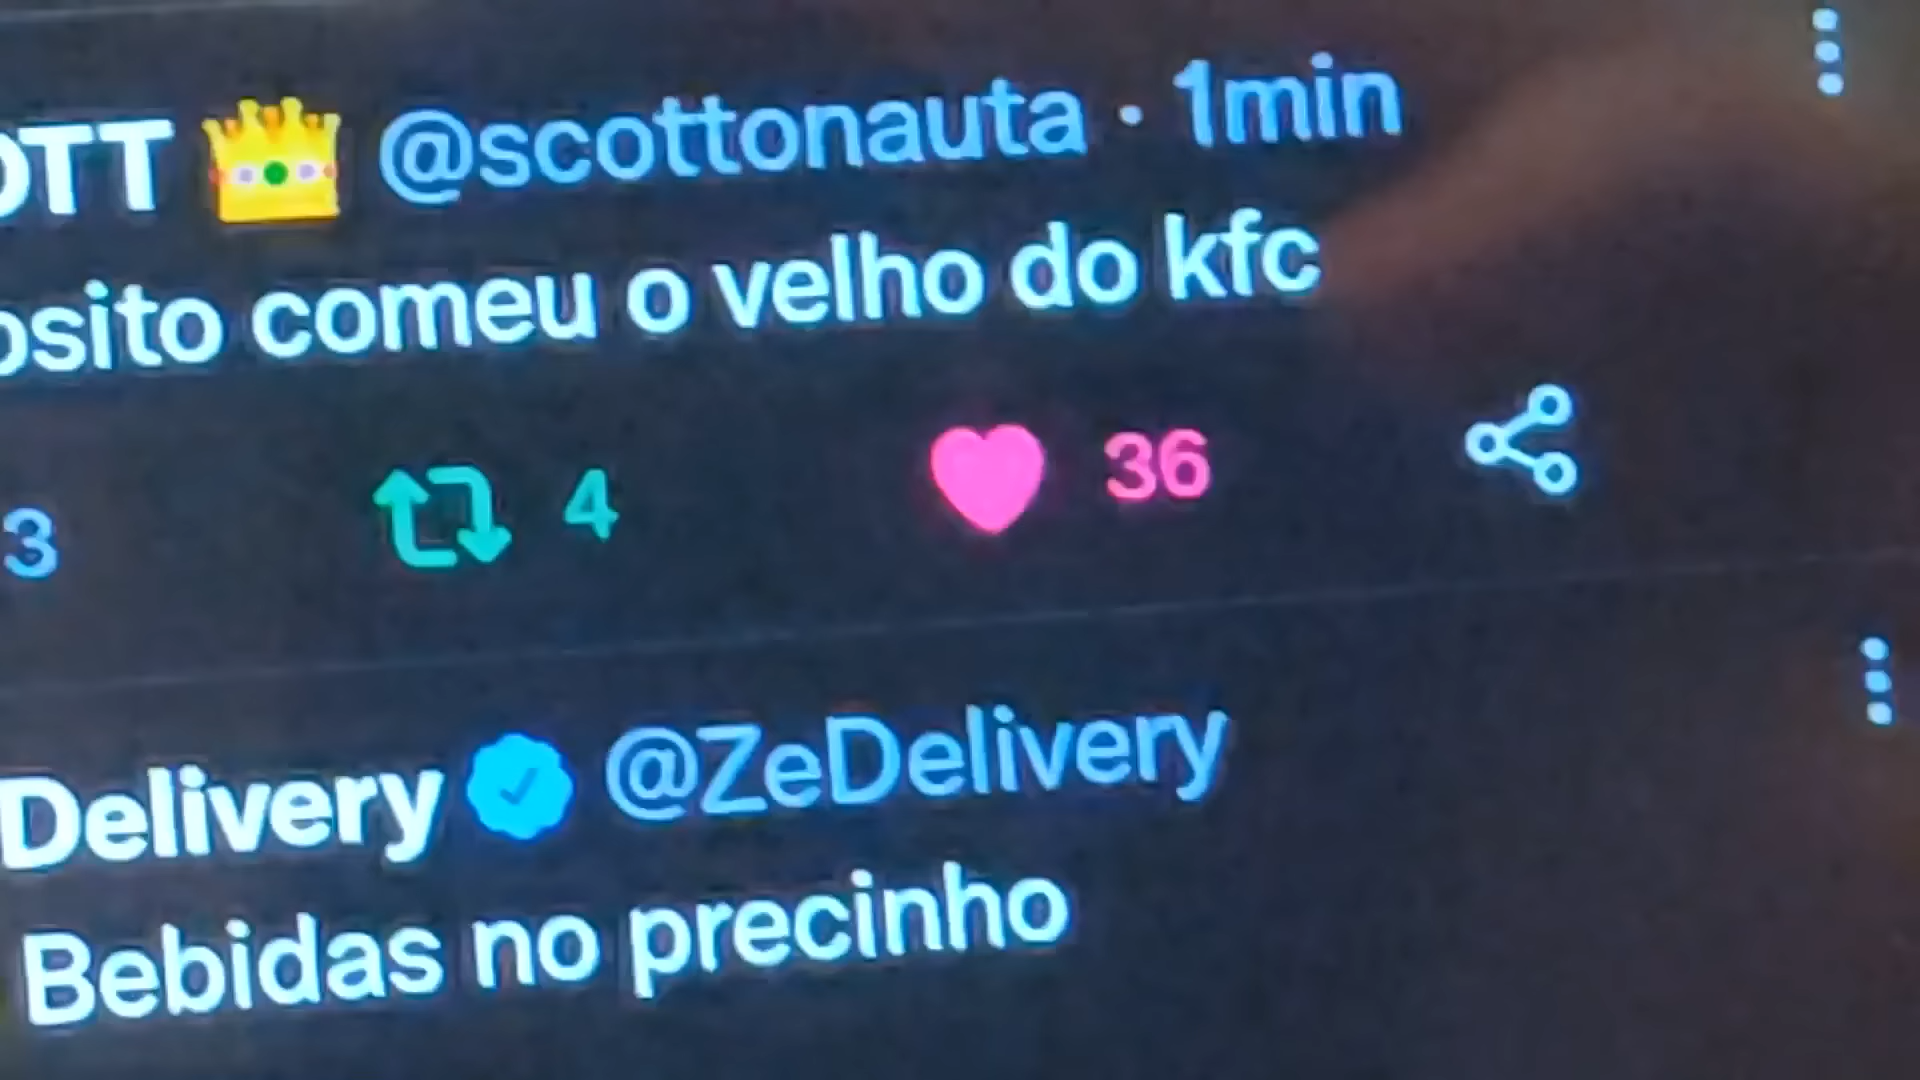 OTT @scottonauta · 1min
osito comeu o velho do kfc
3 4 36
Delivery @ZeDelivery
Bebidas no precinho